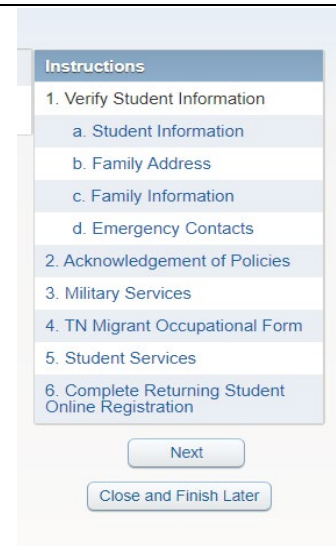 Instructions
1. Verify Student Information
a. Student Information
b. Family Address
c. Family Information
d. Emergency Contacts
2. Acknowledgement of Policies
3. Military Services
4. TN Migrant Occupational Form
5. Student Services
6. Complete Returning Student
Online Registration
Next
Close and Finish Later